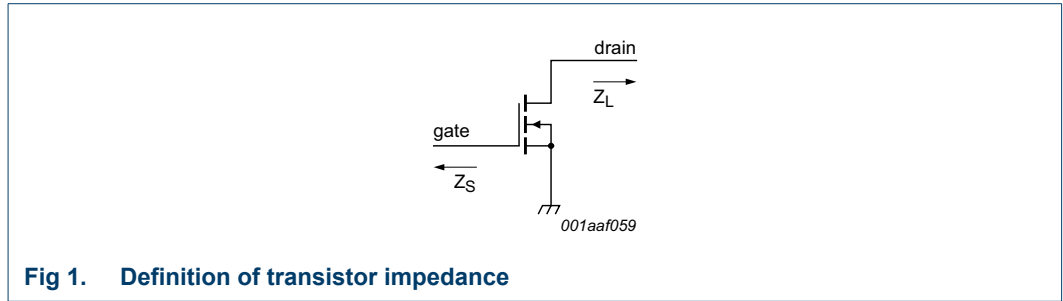 drain
Z_L
gate
Z_S
001aaf059
Fig 1. Definition of transistor impedance